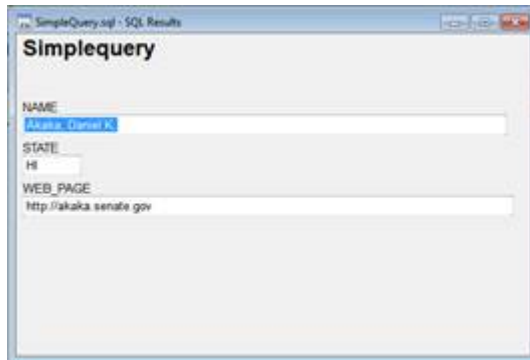 SimpleQuery.sql - SQL Results
Simplequery
NAME
Akaka, Daniel K.
STATE
HI
WEB_PAGE
http://akaka.senate.gov